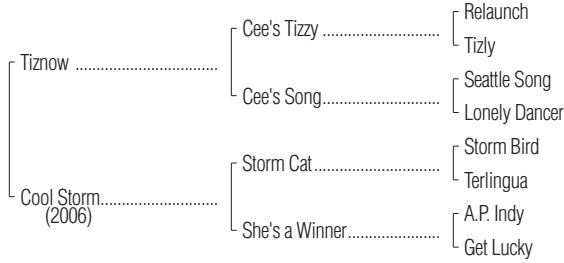 Relaunch
Cee's Tizzy
Tizly
Tiznow
Seattle Song
Cee's Song
Lonely Dancer
Storm Bird
Storm Cat
Terlingua
Cool Storm
(2006)
A.P. Indy
She's a Winner
Get Lucky